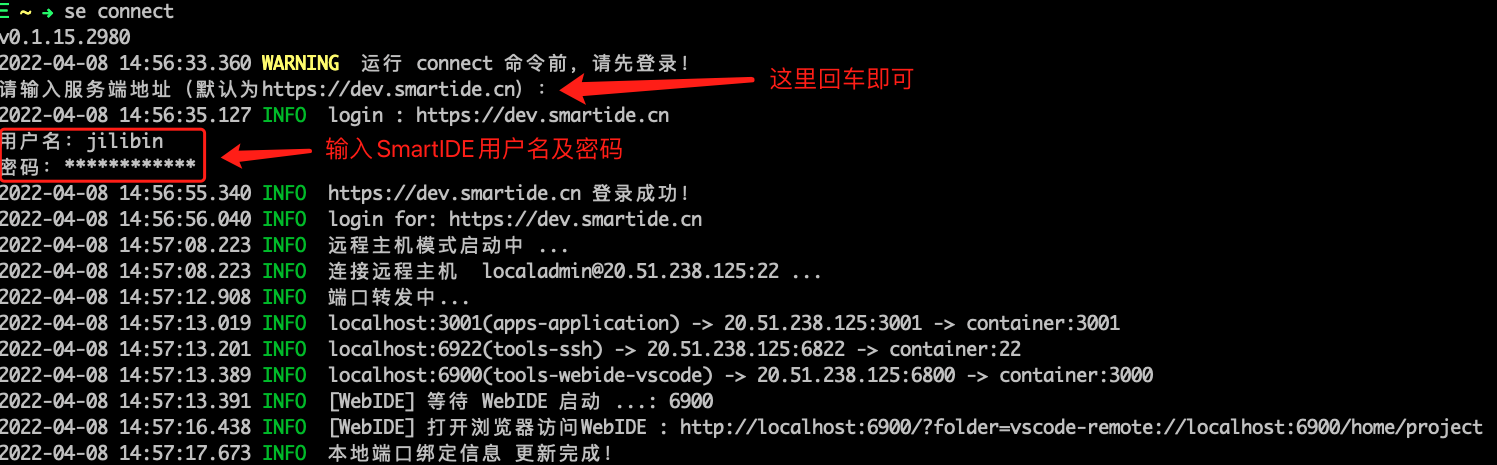 ☰ ~ → se connect
v0.1.15.2980
2022-04-08 14:56:33.360 WARNING 运行 connect 命令前, 请先登录!
请输入服务端地址（默认为https://dev.smartide.cn）: 这里回车即可
2022-04-08 14:56:35.127 INFO login : https://dev.smartide.cn
用户名: jilibin
密码: ************ 输入SmartIDE用户名及密码
2022-04-08 14:56:55.340 INFO https://dev.smartide.cn 登录成功!
2022-04-08 14:56:56.040 INFO login for: https://dev.smartide.cn
2022-04-08 14:57:08.223 INFO 远程主机模式启动中 ...
2022-04-08 14:57:08.223 INFO 连接远程主机 localadmin@20.51.238.125:22 ...
2022-04-08 14:57:12.908 INFO 端口转发中...
2022-04-08 14:57:13.019 INFO localhost:3001(apps-application) -> 20.51.238.125:3001 -> container:3001
2022-04-08 14:57:13.201 INFO localhost:6922(tools-ssh) -> 20.51.238.125:6822 -> container:22
2022-04-08 14:57:13.389 INFO localhost:6900(tools-webide-vscode) -> 20.51.238.125:6800 -> container:3000
2022-04-08 14:57:13.391 INFO [WebIDE] 等待 WebIDE 启动 ...: 6900
2022-04-08 14:57:16.438 INFO [WebIDE] 打开浏览器访问WebIDE : http://localhost:6900/?folder=vscode-remote://localhost:6900/home/project
2022-04-08 14:57:17.673 INFO 本地端口绑定信息 更新完成!